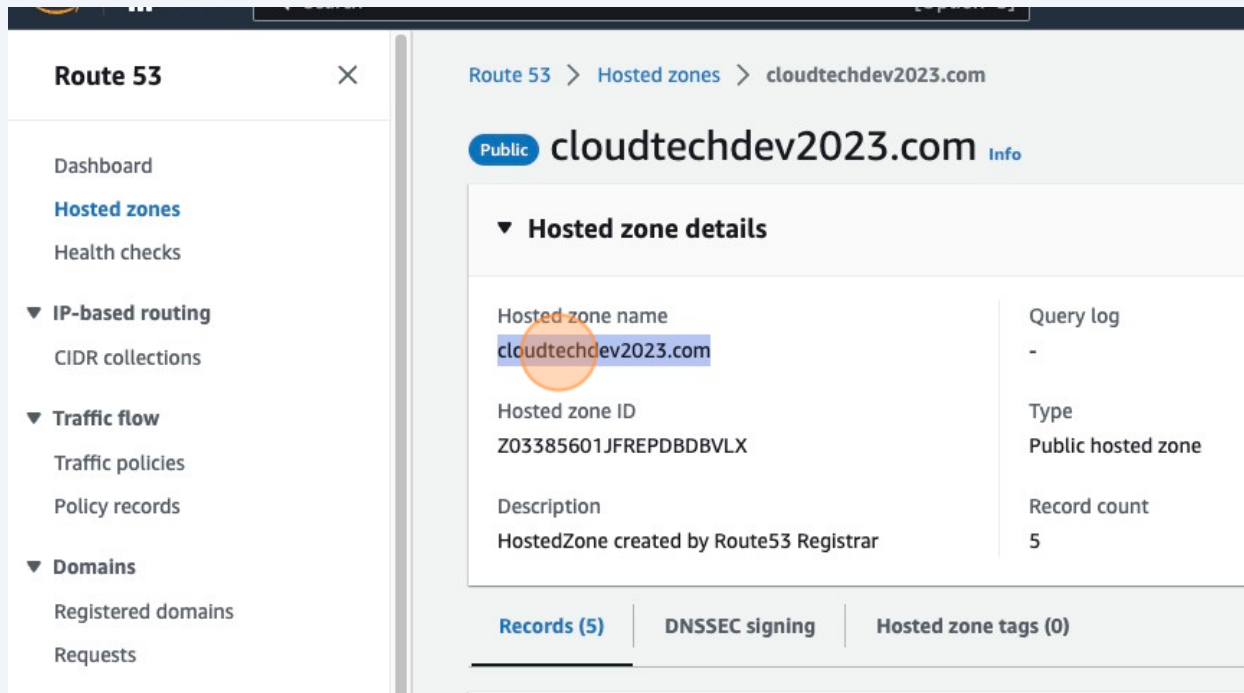 Route 53
Dashboard
Hosted zones
Health checks
IP-based routing
CIDR collections
Traffic flow
Traffic policies
Policy records
Domains
Registered domains
Requests
Route 53 > Hosted zones > cloudtechdev2023.com
Public cloudtechdev2023.com Info
Hosted zone details
Hosted zone name
cloudtechdev2023.com
Hosted zone ID
Z03385601JFREPDBDBVLX
Description
HostedZone created by Route53 Registrar
Query log
-
Type
Public hosted zone
Record count
5
Records (5)
DNSSEC signing
Hosted zone tags (0)